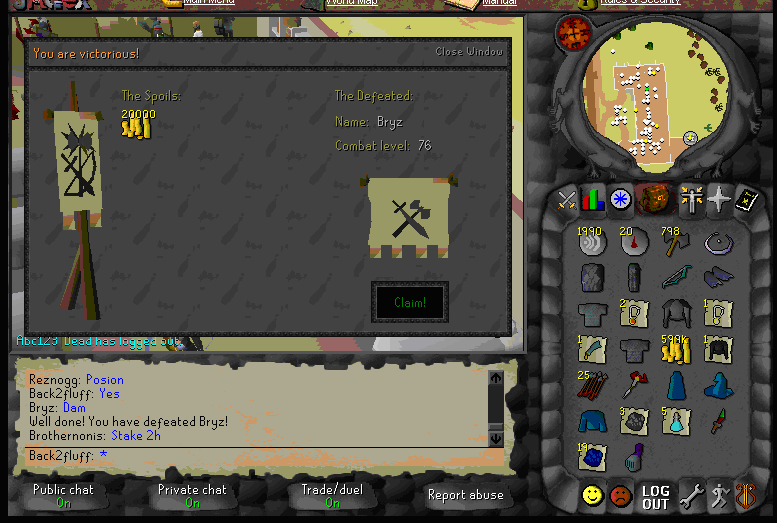 Main Menu
World Map
Manual
Rules & Security
You are victorious!
Close Window
The Spoils:
20000
The Defeated:
Name: Bryz
Combat level: 76
Claim!
Abc123 Dead has logged out.
Reznogg: Posion
Back2fluff: Yes
Bryz: Dam
Well done! You have defeated Bryz!
Brothernonis: Stake 2h
Back2fluff: *
Public chat
On
Private chat
On
Trade/duel
On
Report abuse
1990
20
798
2
1
1
599K
1
25
3
5
19
LOG
OUT